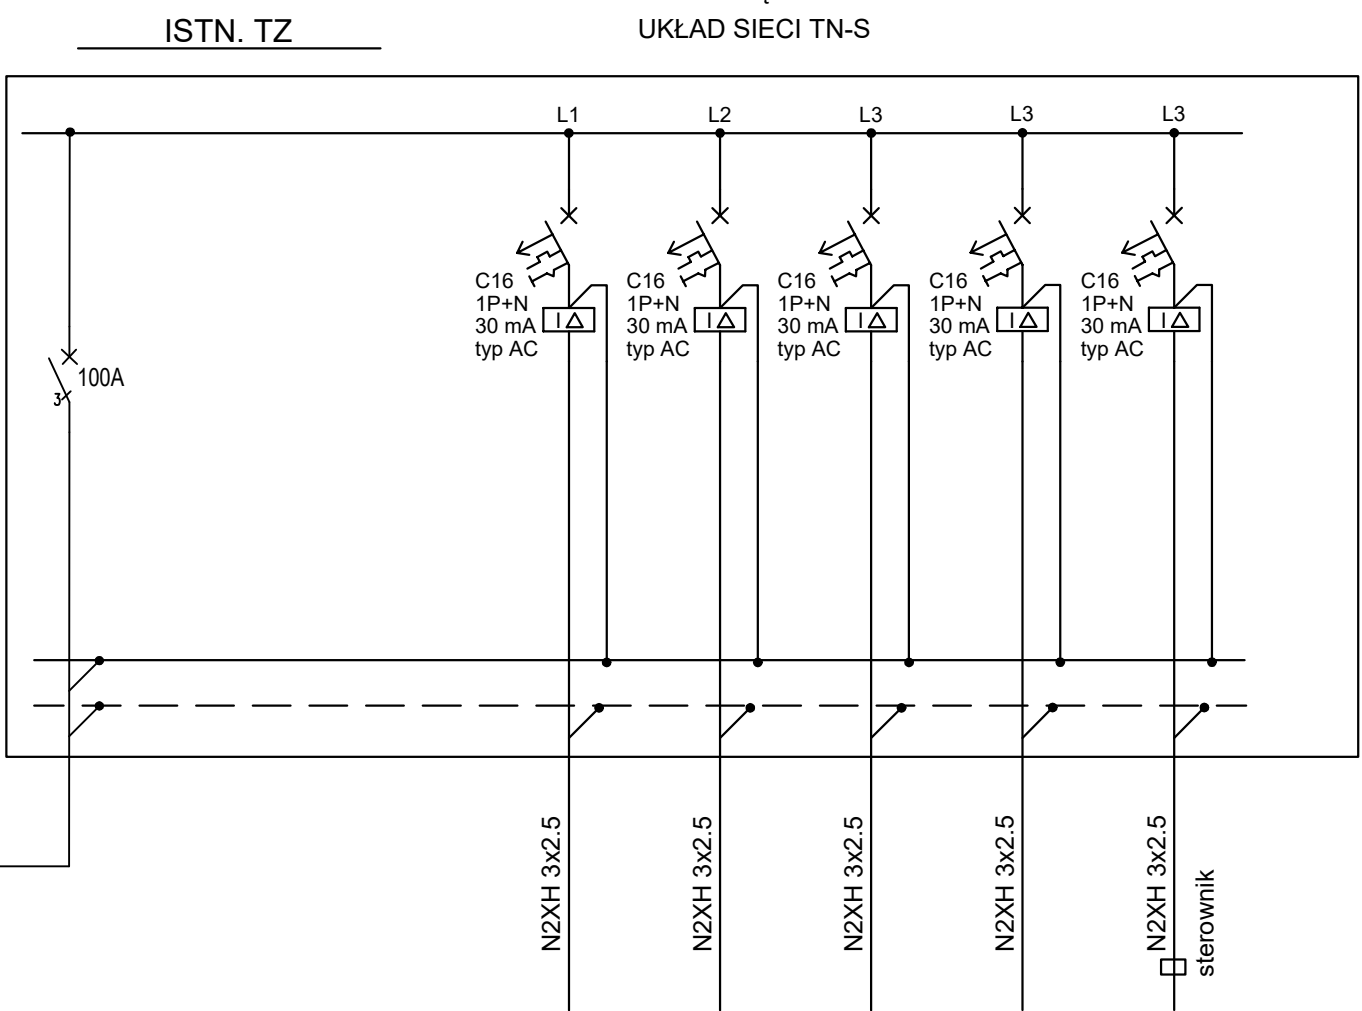 ISTN. TZ
UKŁAD SIECI TN-S
L1
L2
L3
L3
L3
C16
1P+N
30 mA
typ AC
I
C16
1P+N
30 mA
typ AC
I
C16
1P+N
30 mA
typ AC
I
C16
1P+N
30 mA
typ AC
I
C16
1P+N
30 mA
typ AC
I
100A
3
N2XH 3x2.5
N2XH 3x2.5
N2XH 3x2.5
N2XH 3x2.5
N2XH 3x2.5
sterownik